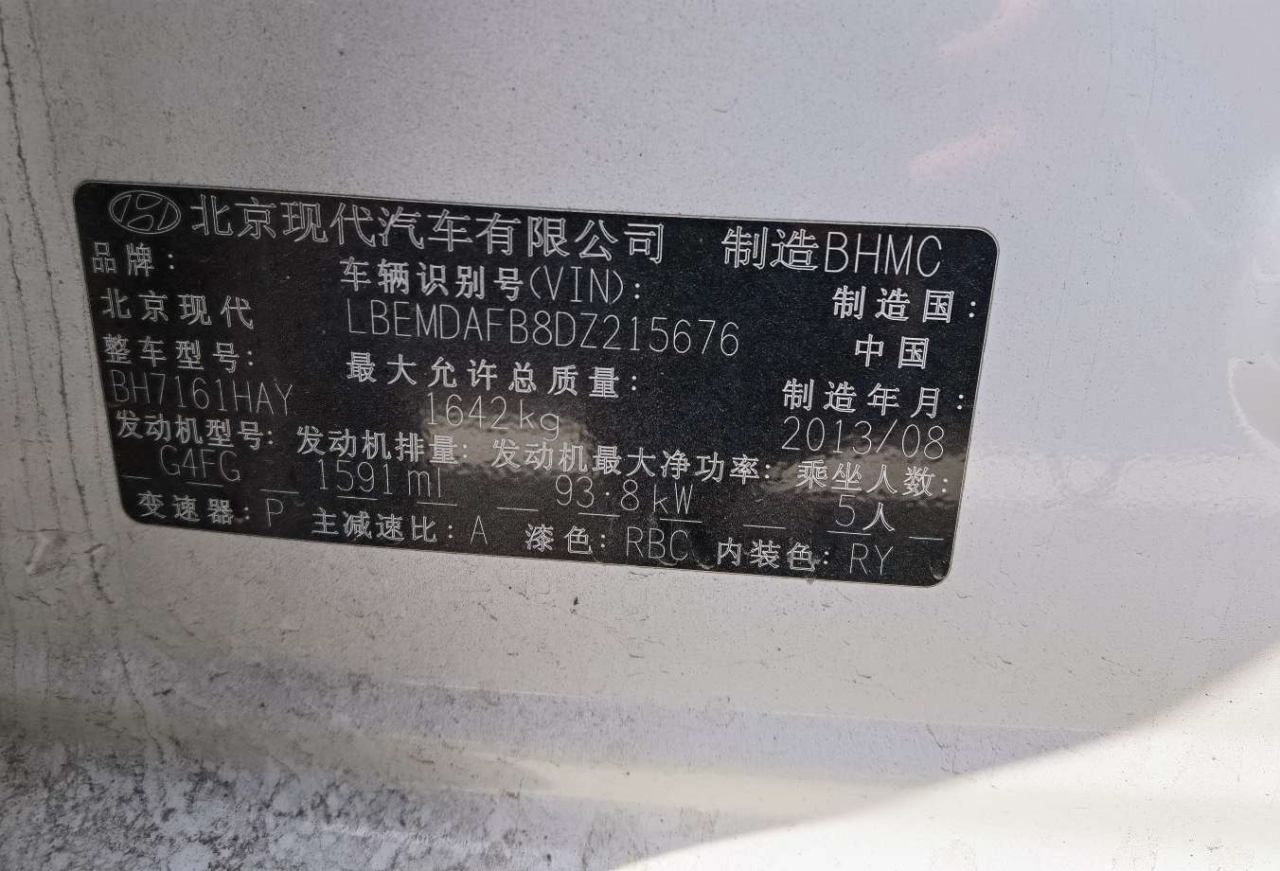 北京现代汽车有限公司 制造BHMC
品牌: 车辆识别号(VIN): 制造国:
北京现代 LBEMDAFB8DZ215676 中国
整车型号: 最大允许总质量: 制造年月:
BH7161HAY 1642kg 2013/08
发动机型号: 发动机排量: 发动机最大净功率: 乘坐人数:
G4FG 1591ml 93.8kW 5人
变速器: P 主减速比: A 漆色: RBC 内装色: RY